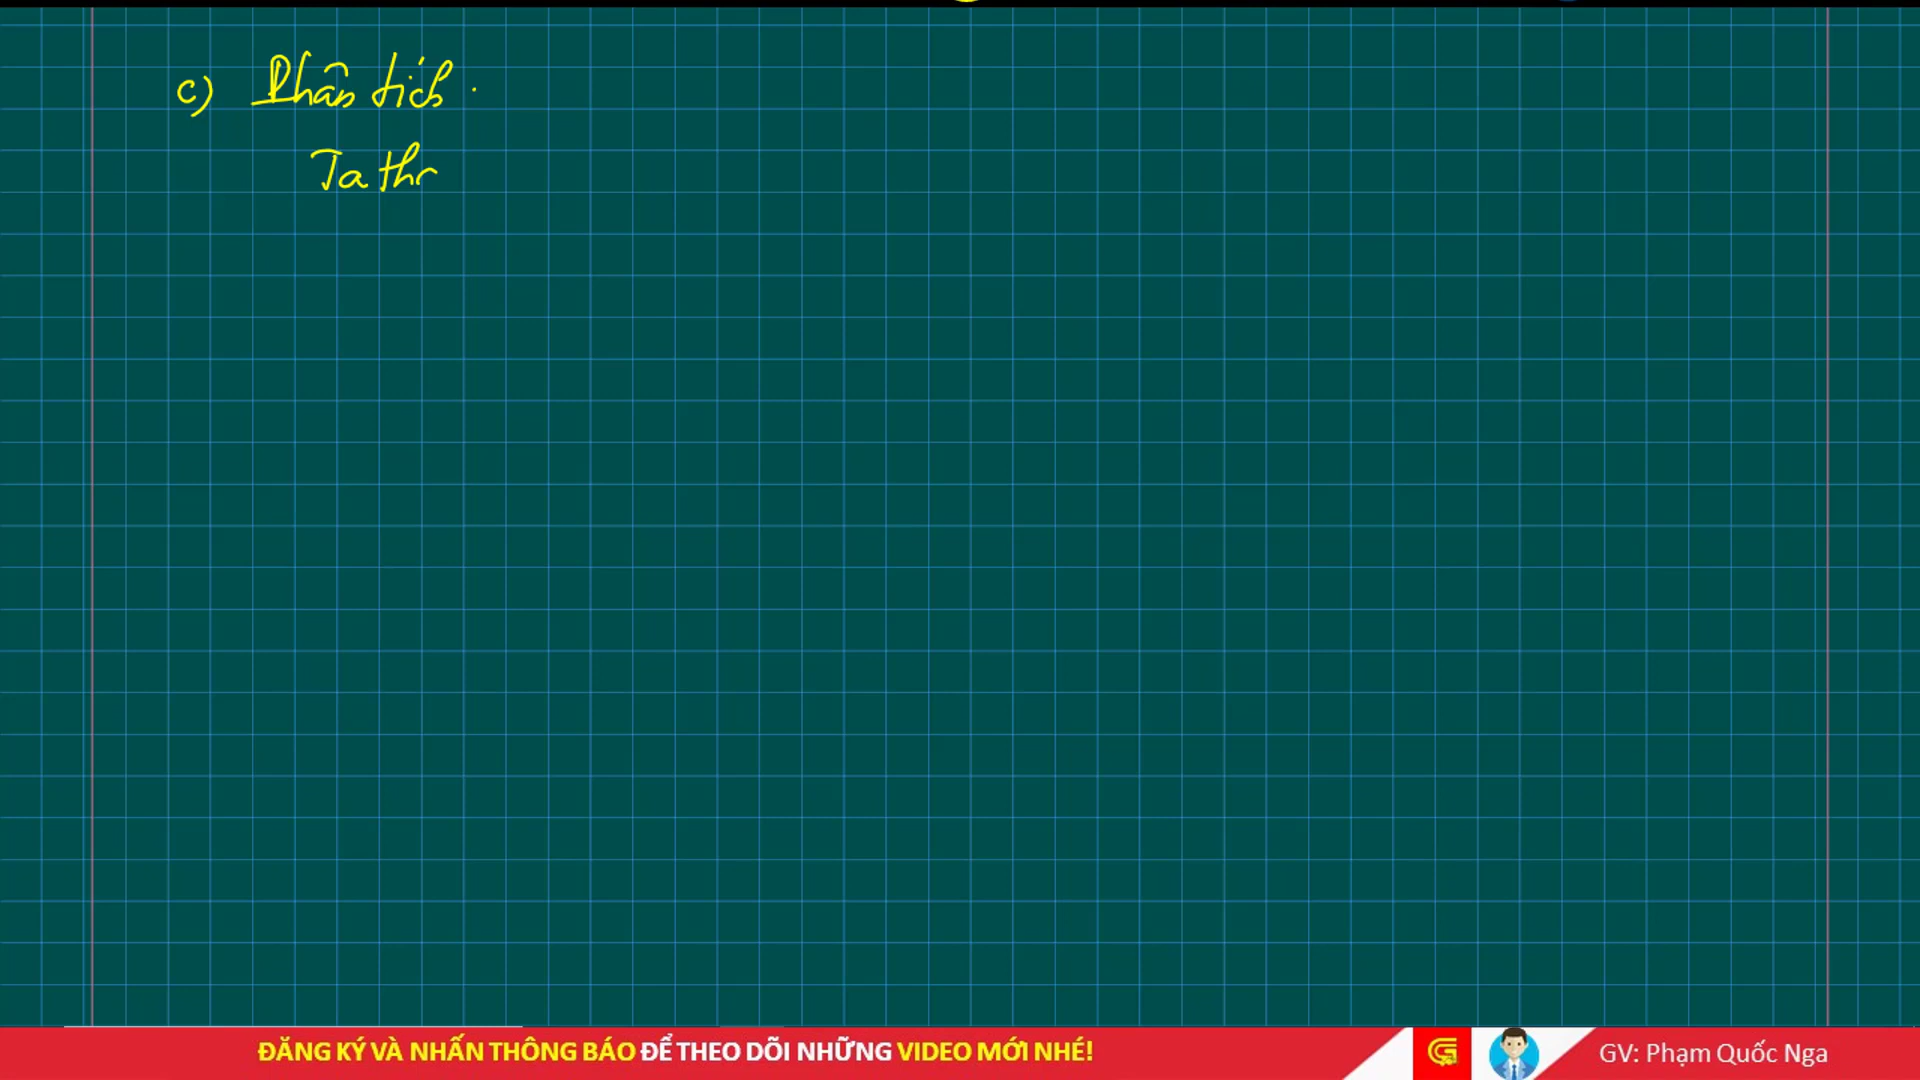 c) Phân tích.
Ta th
ĐĂNG KÝ VÀ NHẤN THÔNG BÁO ĐỂ THEO DÕI NHỮNG VIDEO MỚI NHÉ!
GV: Phạm Quốc Nga